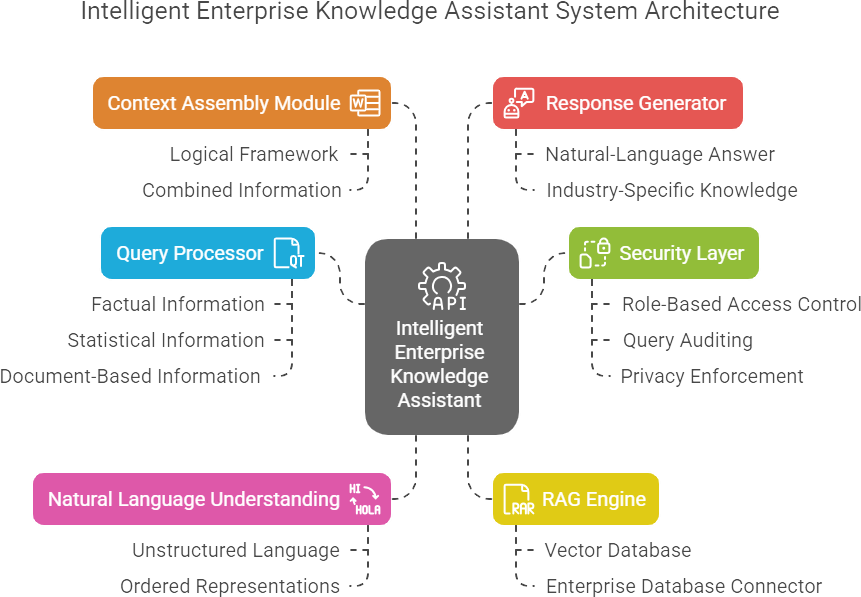 Intelligent Enterprise Knowledge Assistant System Architecture
Context Assembly Module
W
Logical Framework
Combined Information
A
Response Generator
Natural-Language Answer
Industry-Specific Knowledge
Query Processor
QT
Factual Information
Statistical Information
Document-Based Information
API
Intelligent
Enterprise
Knowledge
Assistant
Security Layer
Role-Based Access Control
Query Auditing
Privacy Enforcement
Natural Language Understanding
HI
HOLA
Unstructured Language
Ordered Representations
RAR
RAG Engine
Vector Database
Enterprise Database Connector